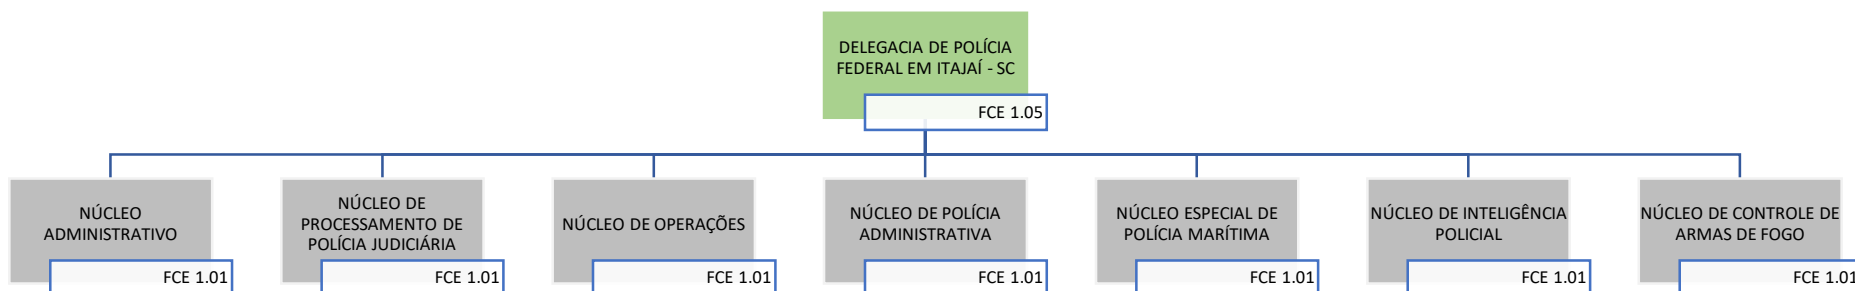 DELEGACIA DE POLÍCIA
FEDERAL EM ITAJAÍ - SC
FCE 1.05
NÚCLEO
ADMINISTRATIVO
FCE 1.01
NÚCLEO DE
PROCESSAMENTO DE
POLÍCIA JUDICIÁRIA
FCE 1.01
NÚCLEO DE OPERAÇÕES
FCE 1.01
NÚCLEO DE POLÍCIA
ADMINISTRATIVA
FCE 1.01
NÚCLEO ESPECIAL DE
POLÍCIA MARÍTIMA
FCE 1.01
NÚCLEO DE INTELIGÊNCIA
POLICIAL
FCE 1.01
NÚCLEO DE CONTROLE DE
ARMAS DE FOGO
FCE 1.01